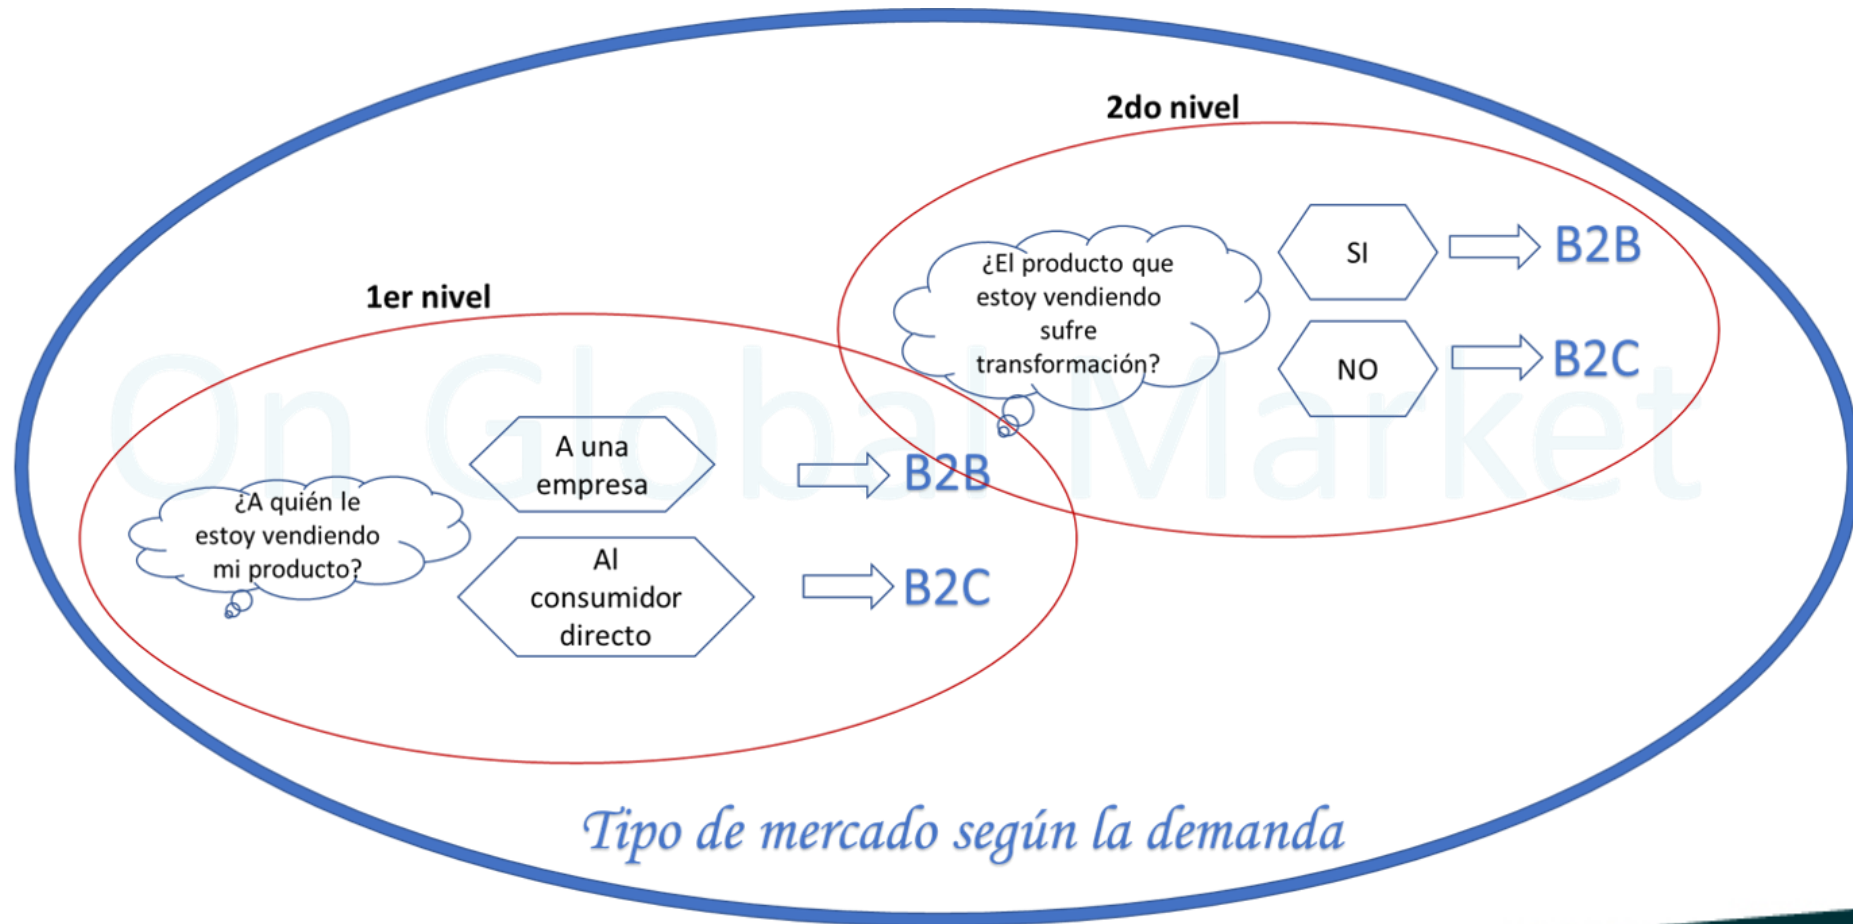 2do nivel
¿El producto que
estoy vendiendo
sufre
transformación?
SI
B2B
NO
B2C
1er nivel
¿A quién le
estoy vendiendo
mi producto?
A una
empresa
B2B
Al
consumidor
directo
B2C
On Global Market
Tipo de mercado según la demanda